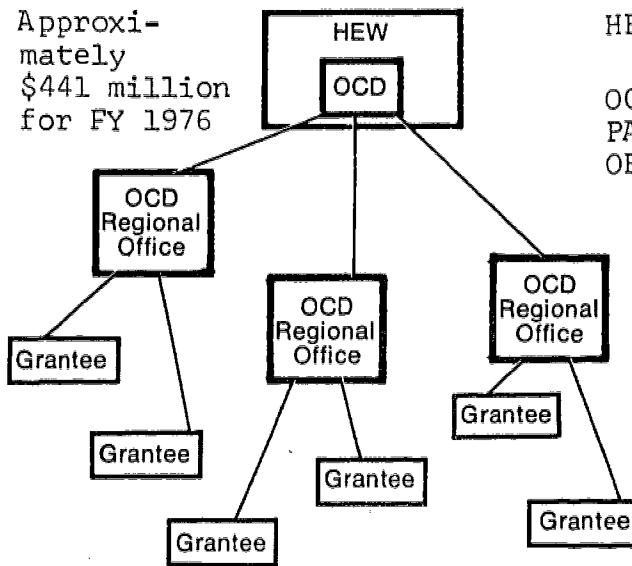 Approxi-
mately
$441 million
for FY 1976
HEW
OCD
OCD
Regional
Office
OCD
Regional
Office
OCD
Regional
Office
Grantee
Grantee
Grantee
Grantee
Grantee
Grantee